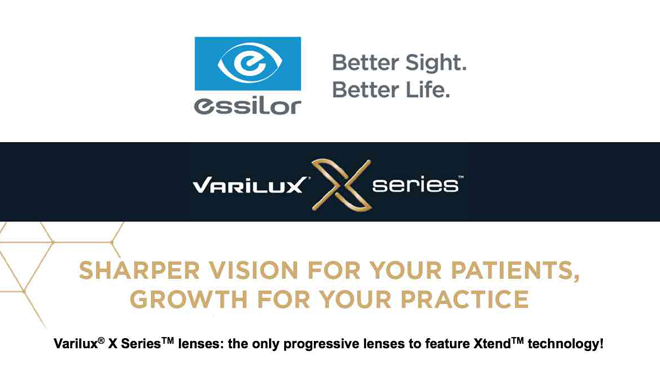 essilor
Better Sight.
Better Life.
VARILUX® X series™
SHARPER VISION FOR YOUR PATIENTS,
GROWTH FOR YOUR PRACTICE
Varilux® X Series™ lenses: the only progressive lenses to feature Xtend™ technology!